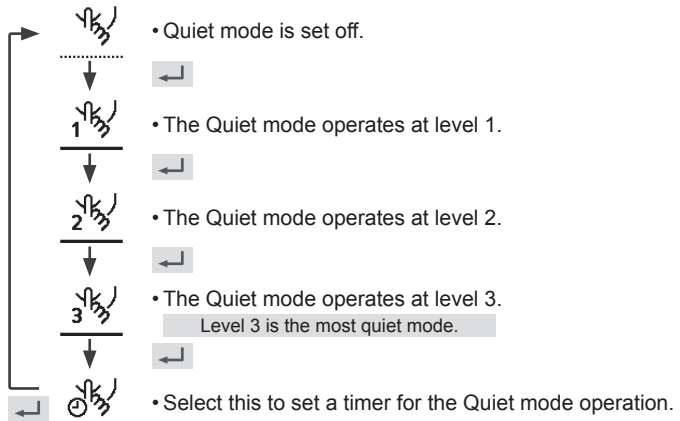 • Quiet mode is set off.
1
• The Quiet mode operates at level 1.
2
• The Quiet mode operates at level 2.
3
• The Quiet mode operates at level 3.
Level 3 is the most quiet mode.
• Select this to set a timer for the Quiet mode operation.